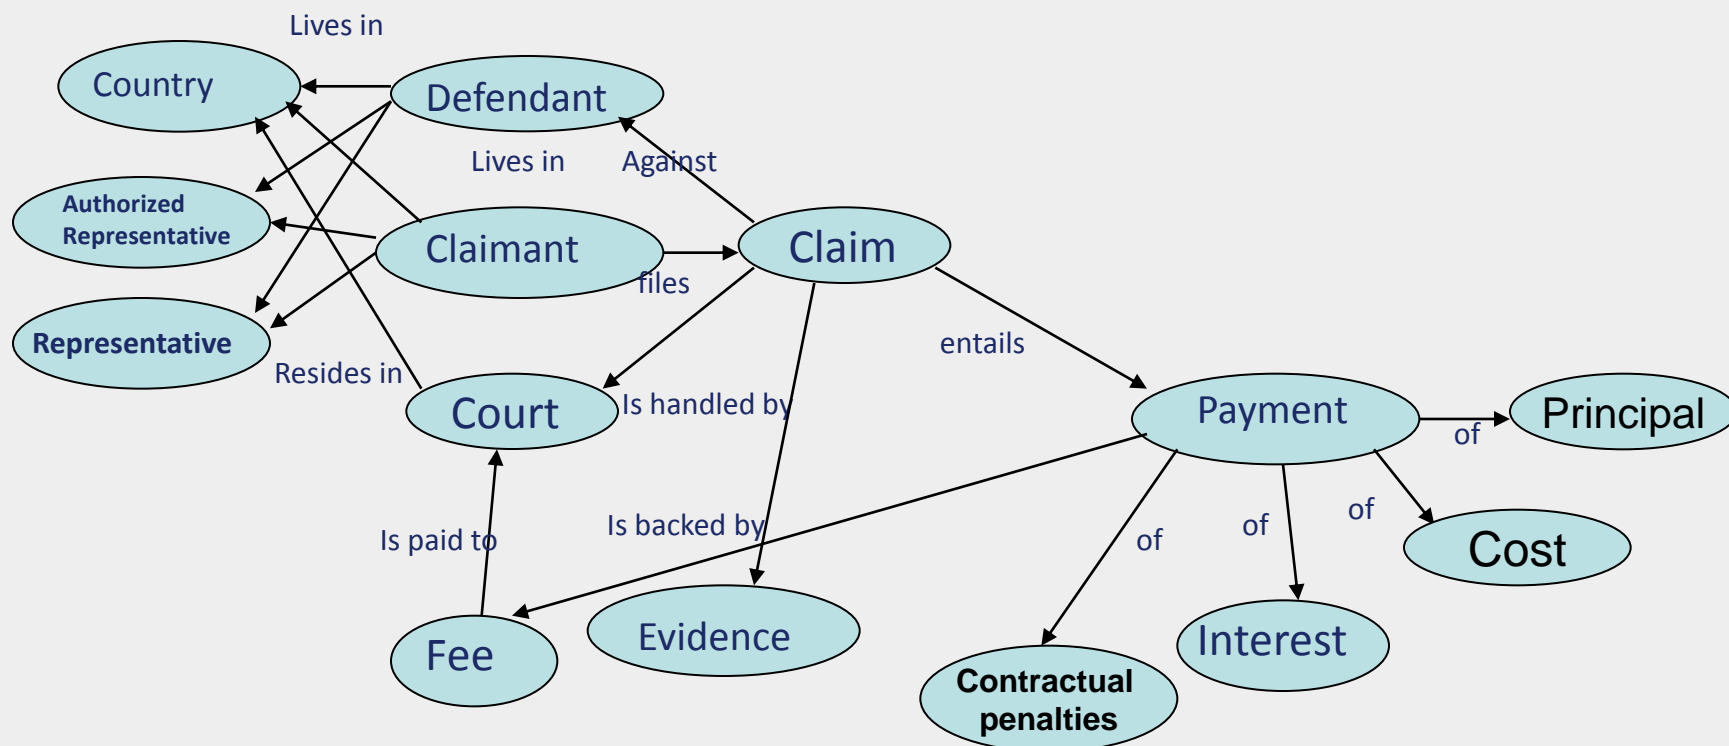 Lives in
Country
Defendant
Lives in
Against
Authorized
Representative
Claimant
Claim
files
Representative
entails
Resides in
Court
Is handled by
Payment
Principal
of
Is paid to
Is backed by
of
of
of
Cost
Fee
Evidence
Interest
Contractual
penalties